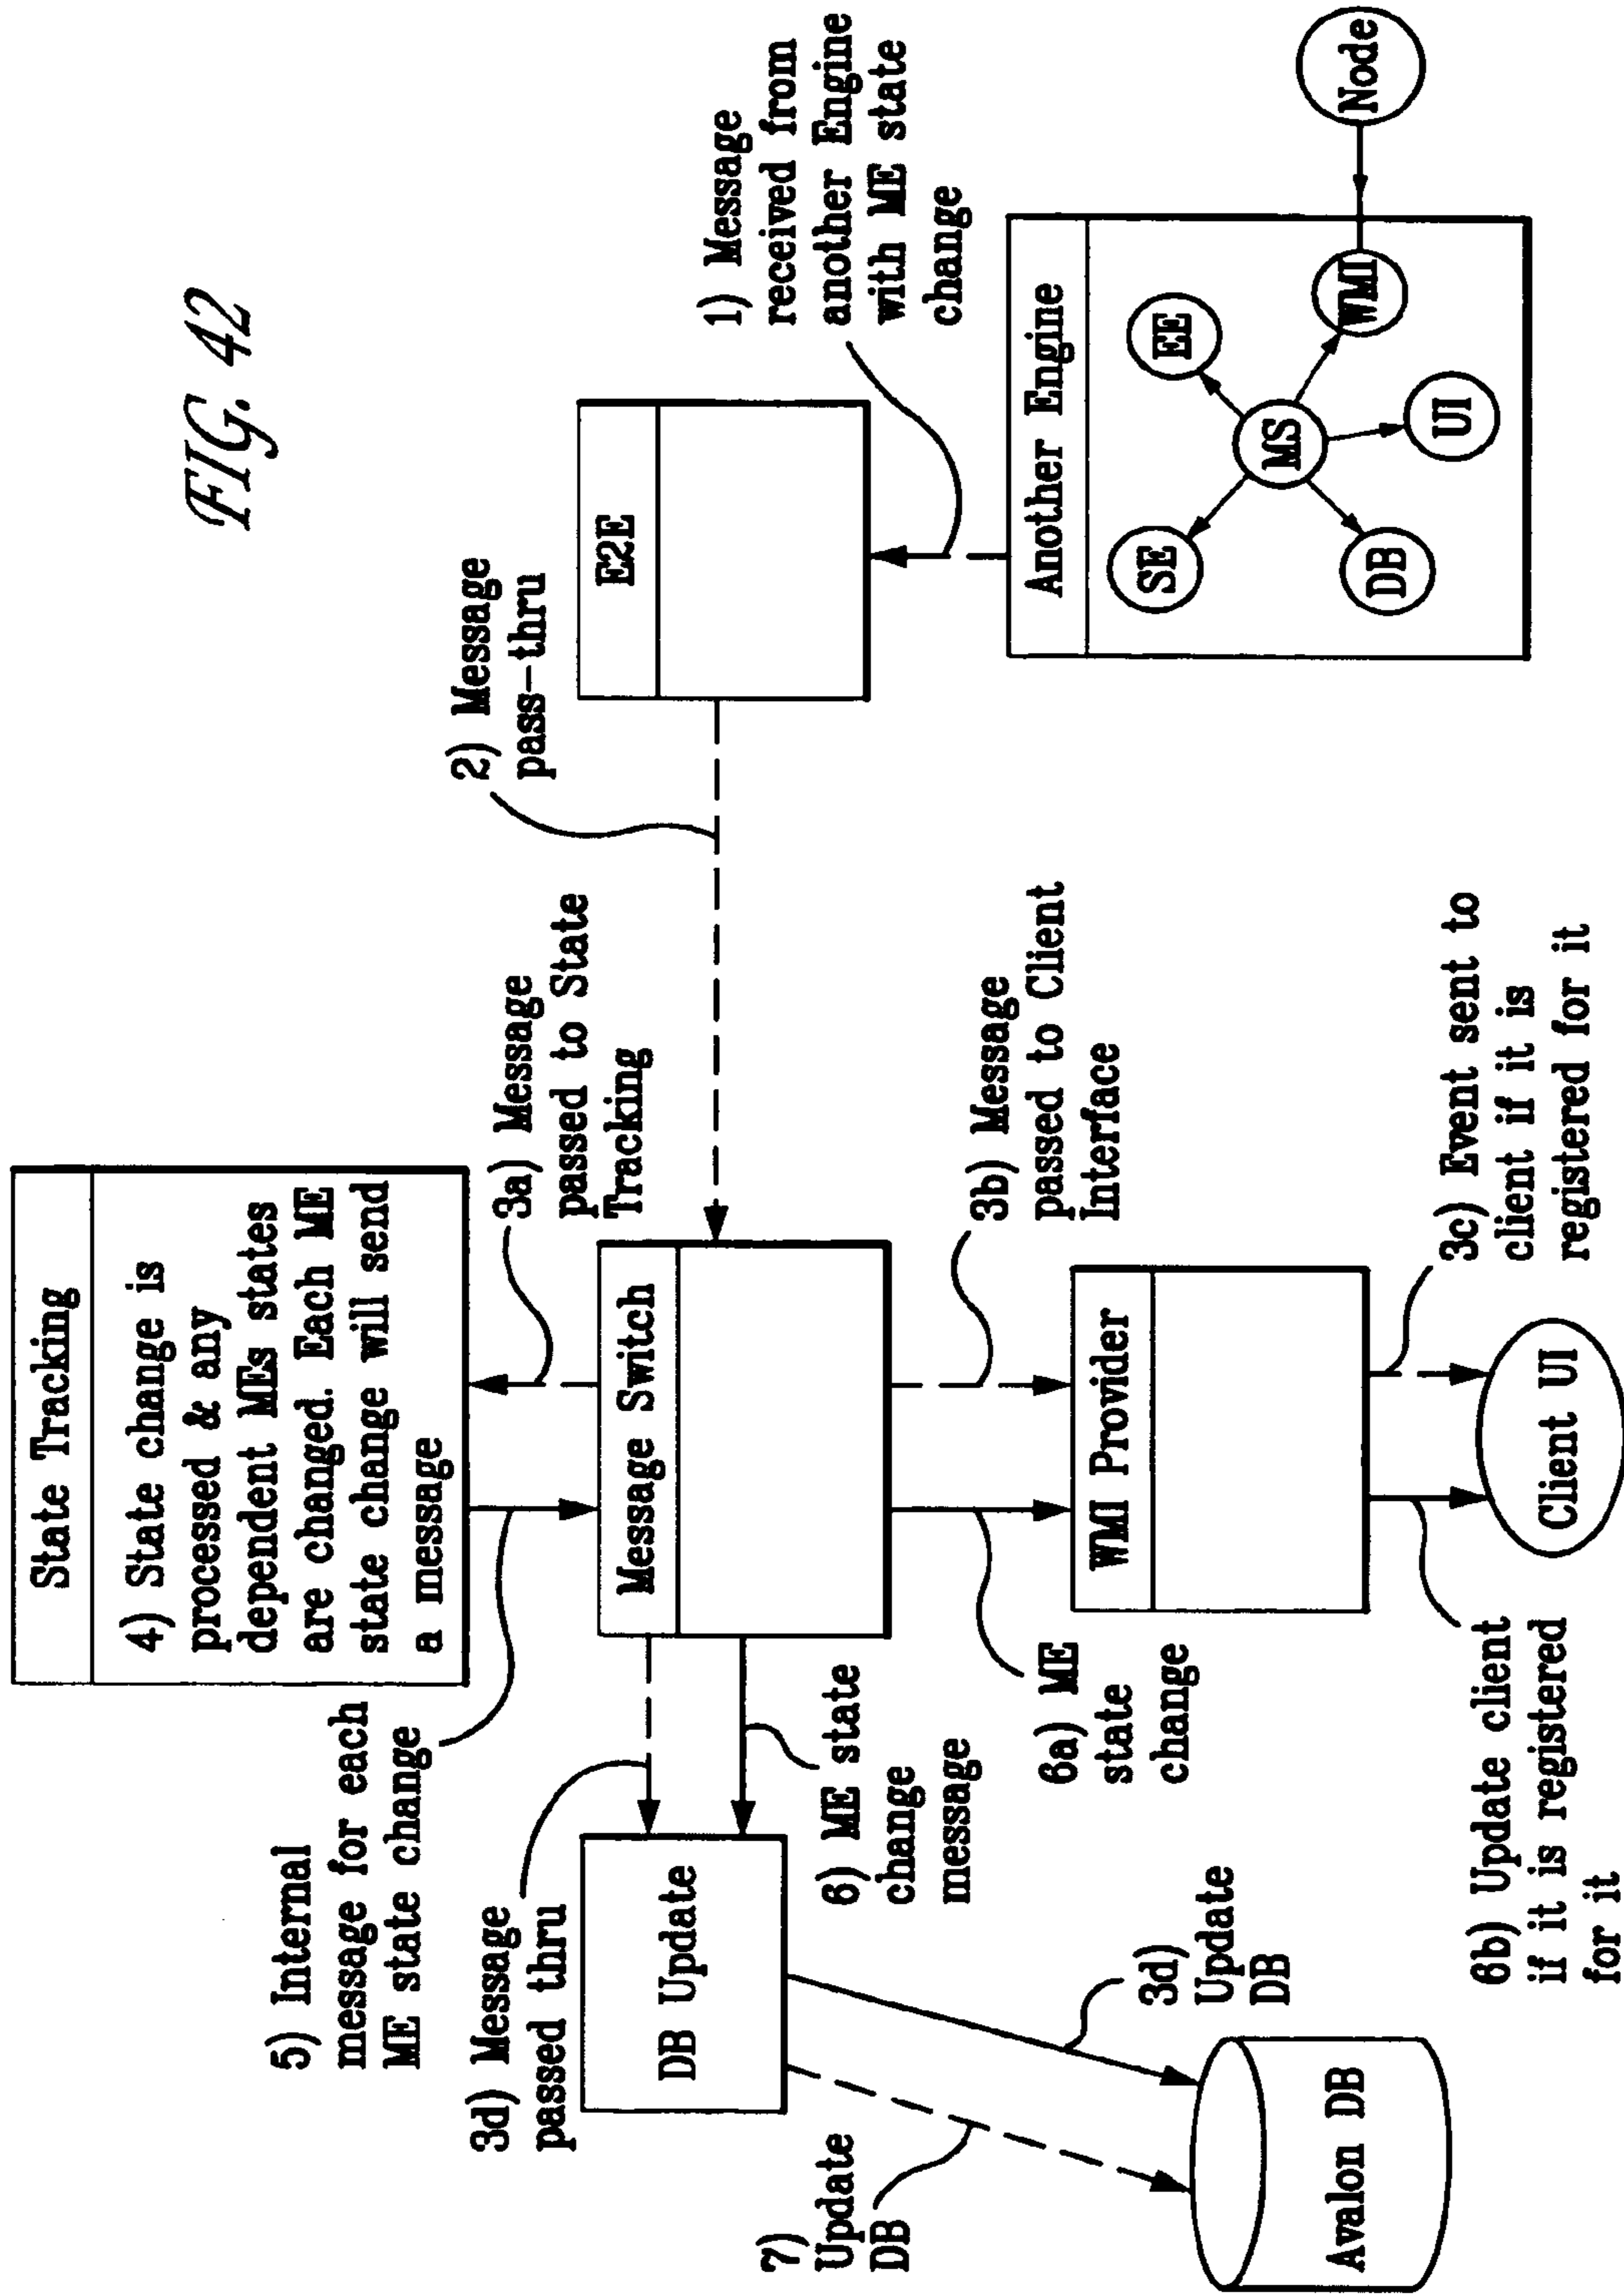 FIG. 42
State Tracking
4) State change is
processed & any
dependent MEs states
are changed. Each ME
state change will send
a message
5) Internal
message for each
ME state change
3a) Message
passed to State
Tracking
2) Message
pass-thru
E2E
1) Message
received from
another Engine
with ME state
change
3d) Message
passed thru
Message Switch
DB Update
6) ME state
change
message
6a) ME
state
change
3b) Message
passed to Client
Interface
WMI Provider
Another Engine
SE
EE
MS
DB
UI
WMI
Node
7)
Update
DB
3d)
Update
DB
Avalon DB
6b) Update client
if it is registered
for it
Client UI
3c) Event sent to
client if it is
registered for it